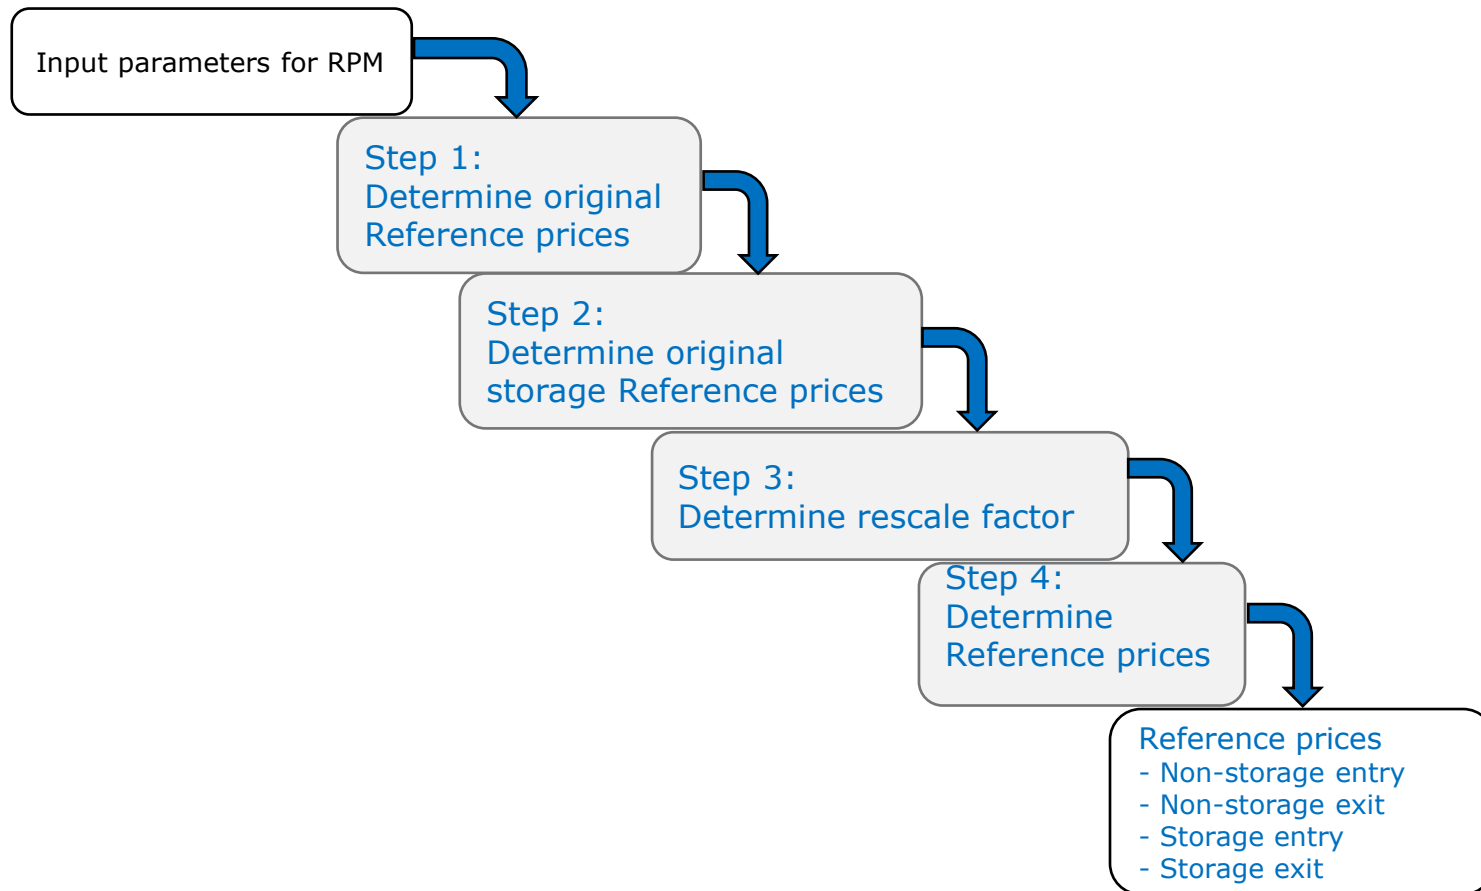 Input parameters for RPM
Step 1:
Determine original
Reference prices
Step 2:
Determine original
storage Reference prices
Step 3:
Determine rescale factor
Step 4:
Determine
Reference prices
Reference prices
- Non-storage entry
- Non-storage exit
- Storage entry
- Storage exit